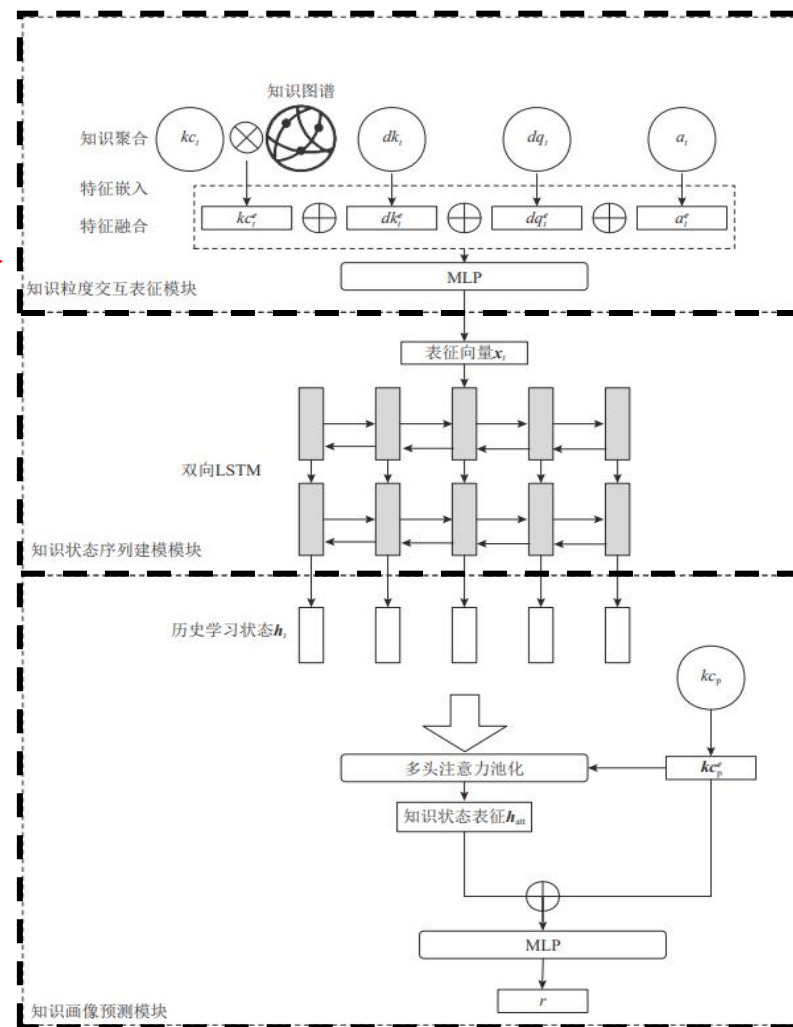 知识图谱
知识聚合 kc_t dk_t dq_t a_t
特征嵌入
特征融合 kc_t^e dk_t^e dq_t^e a_t^e
MLP
知识粒度交互表征模块
表征向量x_t
双向LSTM
知识状态序列建模模块
历史学习状态h_t
kc_p
多头注意力池化 kc_p^e
知识状态表征h_att
MLP
r
知识画像预测模块